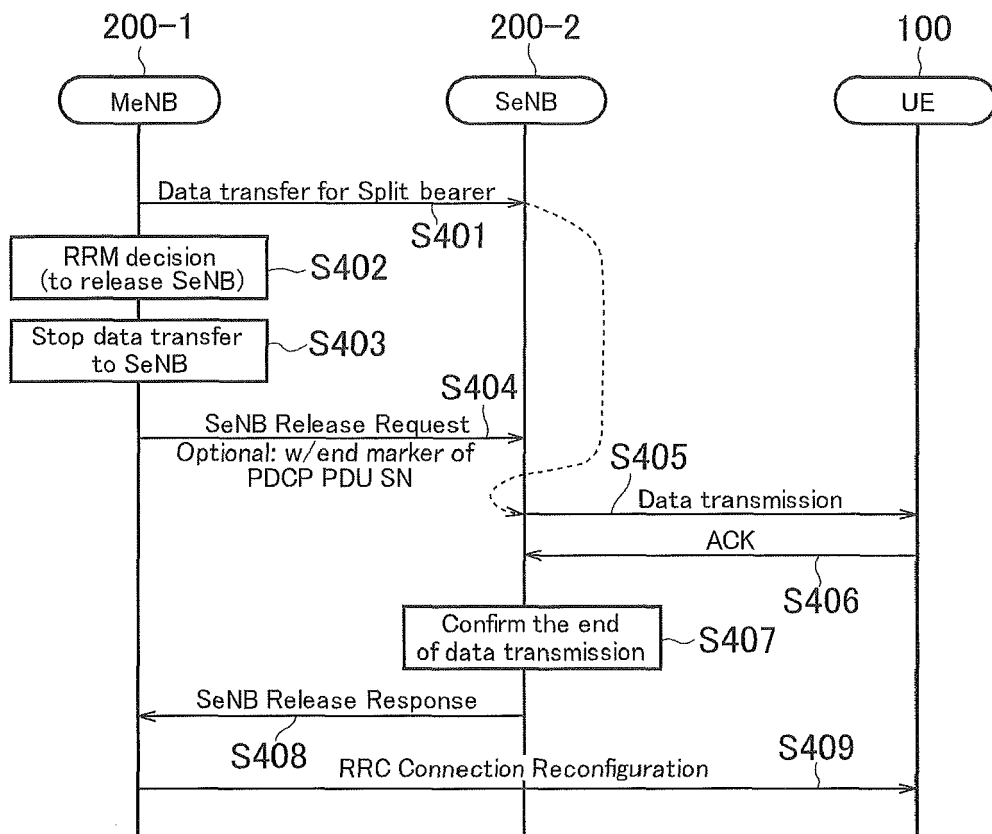 200-1
200-2
100
MeNB
SeNB
UE
Data transfer for Split bearer
S401
RRM decision
(to release SeNB)
S402
Stop data transfer
to SeNB
S403
S404
SeNB Release Request
Optional: w/end marker of
PDCP PDU SN
S405
Data transmission
ACK
S406
Confirm the end
of data transmission
S407
SeNB Release Response
S408
S409
RRC Connection Reconfiguration